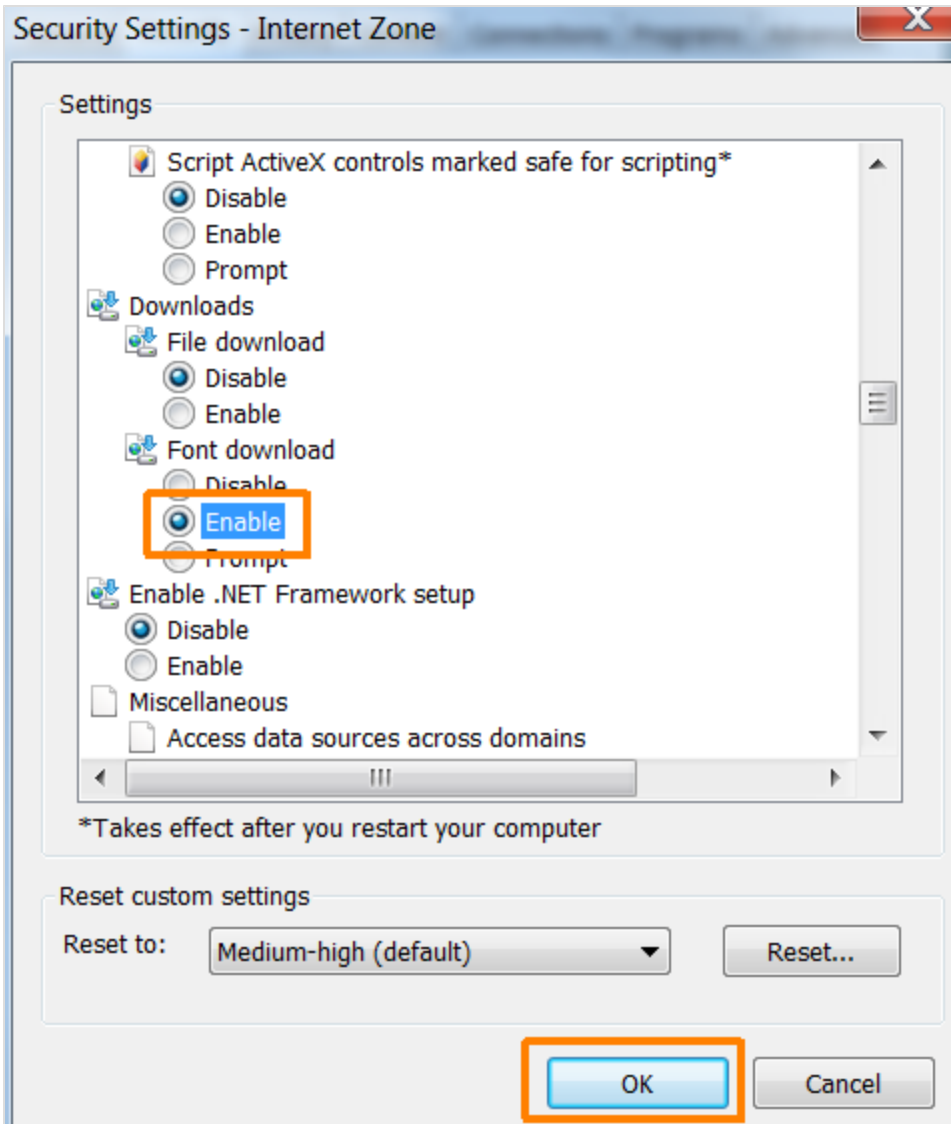 Security Settings - Internet Zone
Settings
Script ActiveX controls marked safe for scripting*
Disable
Enable
Prompt
Downloads
File download
Disable
Enable
Font download
Disable
Enable
Prompt
Enable .NET Framework setup
Disable
Enable
Miscellaneous
Access data sources across domains
*Takes effect after you restart your computer
Reset custom settings
Reset to: Medium-high (default) Reset...
OK Cancel